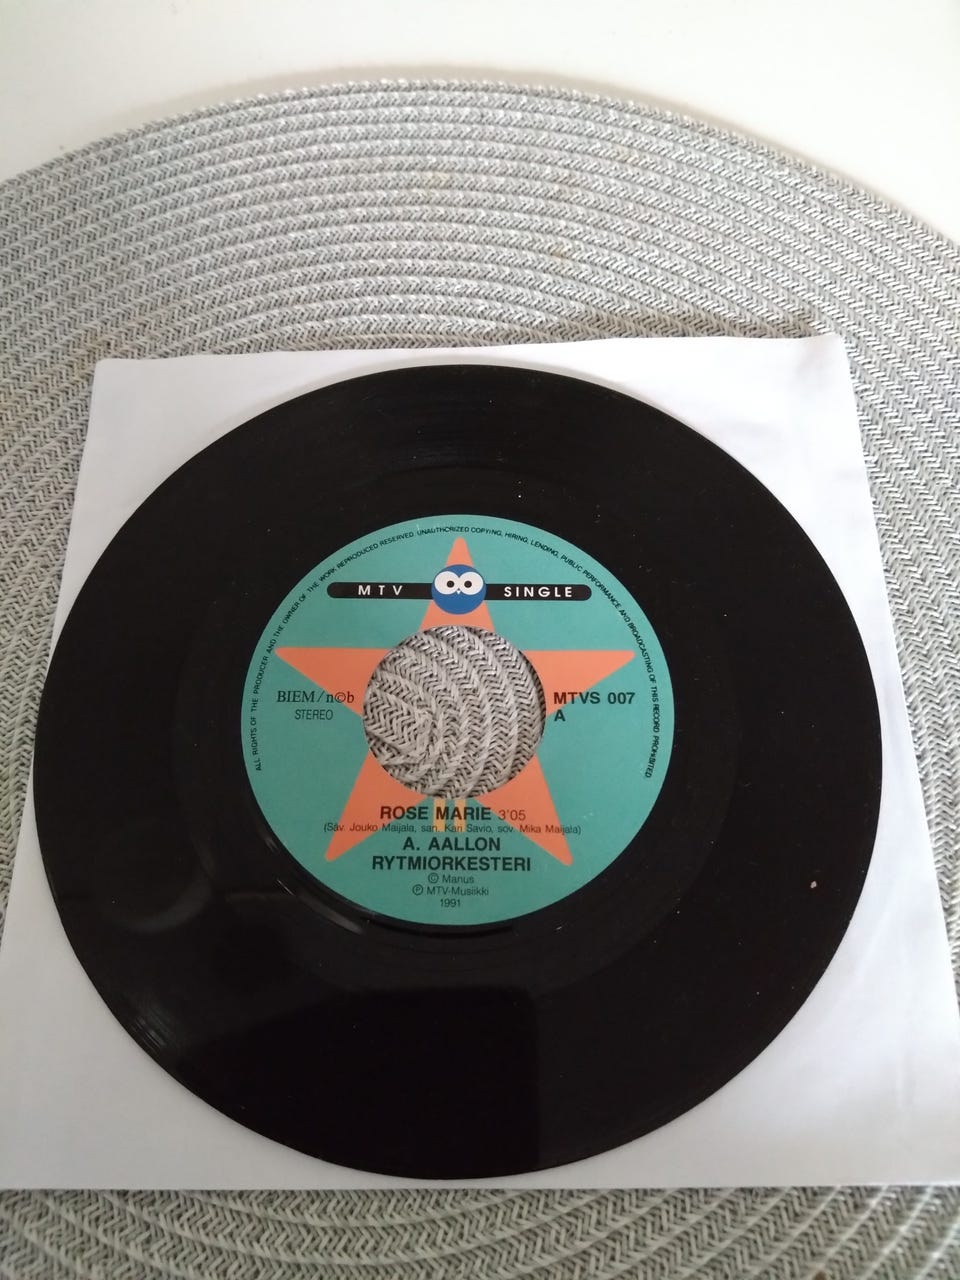 ALL RIGHTS OF THE PRODUCER AND THE OWNER OF THE WORK REPRODUCED RESERVED. UNAUTHORIZED COPYING, HIRING, LENDING, PUBLIC PERFORMANCE AND BROADCASTING OF THIS RECORD PROHIBITED.
MTV SINGLE
BIEM/n©b
STEREO
MTVS 007
A
ROSE MARIE 3'05
(Säv. Jouko Maijala, san. Kari Savio, sov. Mika Maijala)
A. AALLON
RYTMIORKESTERI
© Manus
℗ MTV-Musiikki
1991